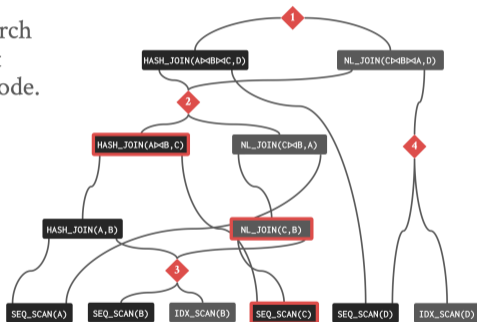 rch
ode.
1
HASH_JOIN(A⋈B⋈C,D)
NL_JOIN(C⋈B⋈A,D)
2
HASH_JOIN(A⋈B,C)
NL_JOIN(C⋈B,A)
4
HASH_JOIN(A,B)
NL_JOIN(C,B)
3
SEQ_SCAN(A)
SEQ_SCAN(B)
IDX_SCAN(B)
SEQ_SCAN(C)
SEQ_SCAN(D)
IDX_SCAN(D)